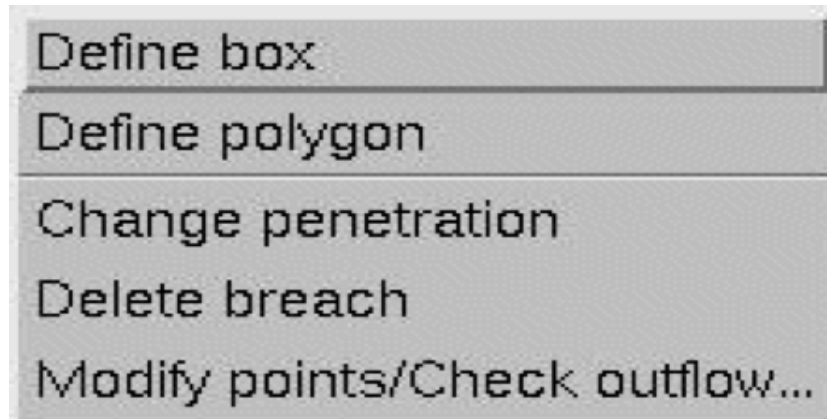 Define box
Define polygon
Change penetration
Delete breach
Modify points/Check outflow...